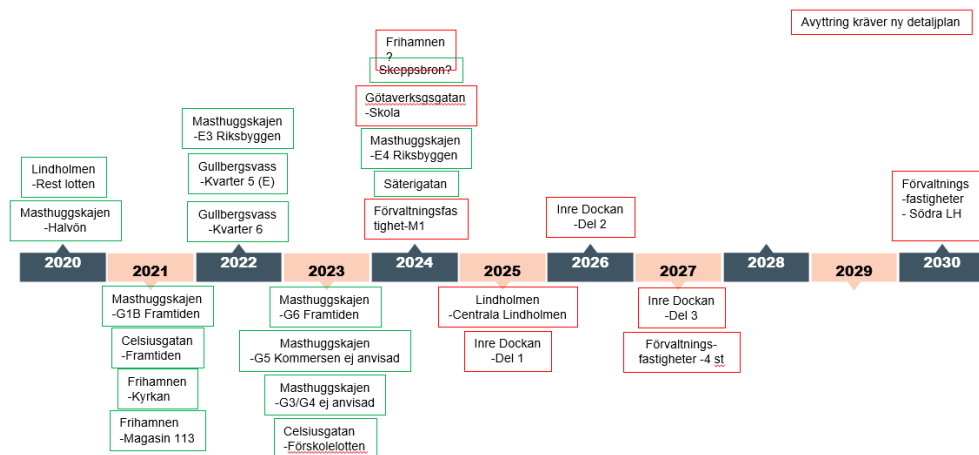 Avyttring kräver ny detaljplan
Frihamnen
?
Skeppsbron?
Götaverksgsgatan
-Skola
Masthuggskajen
-E3 Riksbyggen
Masthuggskajen
-E4 Riksbyggen
Lindholmen
-Rest lotten
Gullbergsvass
-Kvarter 5 (E)
Säterigatan
Förvaltnings
-fastigheter
- Södra LH
Masthuggskajen
-Halvön
Gullbergsvass
-Kvarter 6
Förvaltningsfas
tighet-M1
Inre Dockan
-Del 2
2020
2021
2022
2023
2024
2025
2026
2027
2028
2029
2030
Masthuggskajen
-G1B Framtiden
Celsiusgatan
-Framtiden
Frihamnen
-Kyrkan
Frihamnen
-Magasin 113
Masthuggskajen
-G6 Framtiden
Masthuggskajen
-G5 Kommersen ej anvisad
Masthuggskajen
-G3/G4 ej anvisad
Celsiusgatan
-Förskolelotten
Lindholmen
-Centrala Lindholmen
Inre Dockan
-Del 1
Inre Dockan
-Del 3
Förvaltnings-
fastigheter -4 st